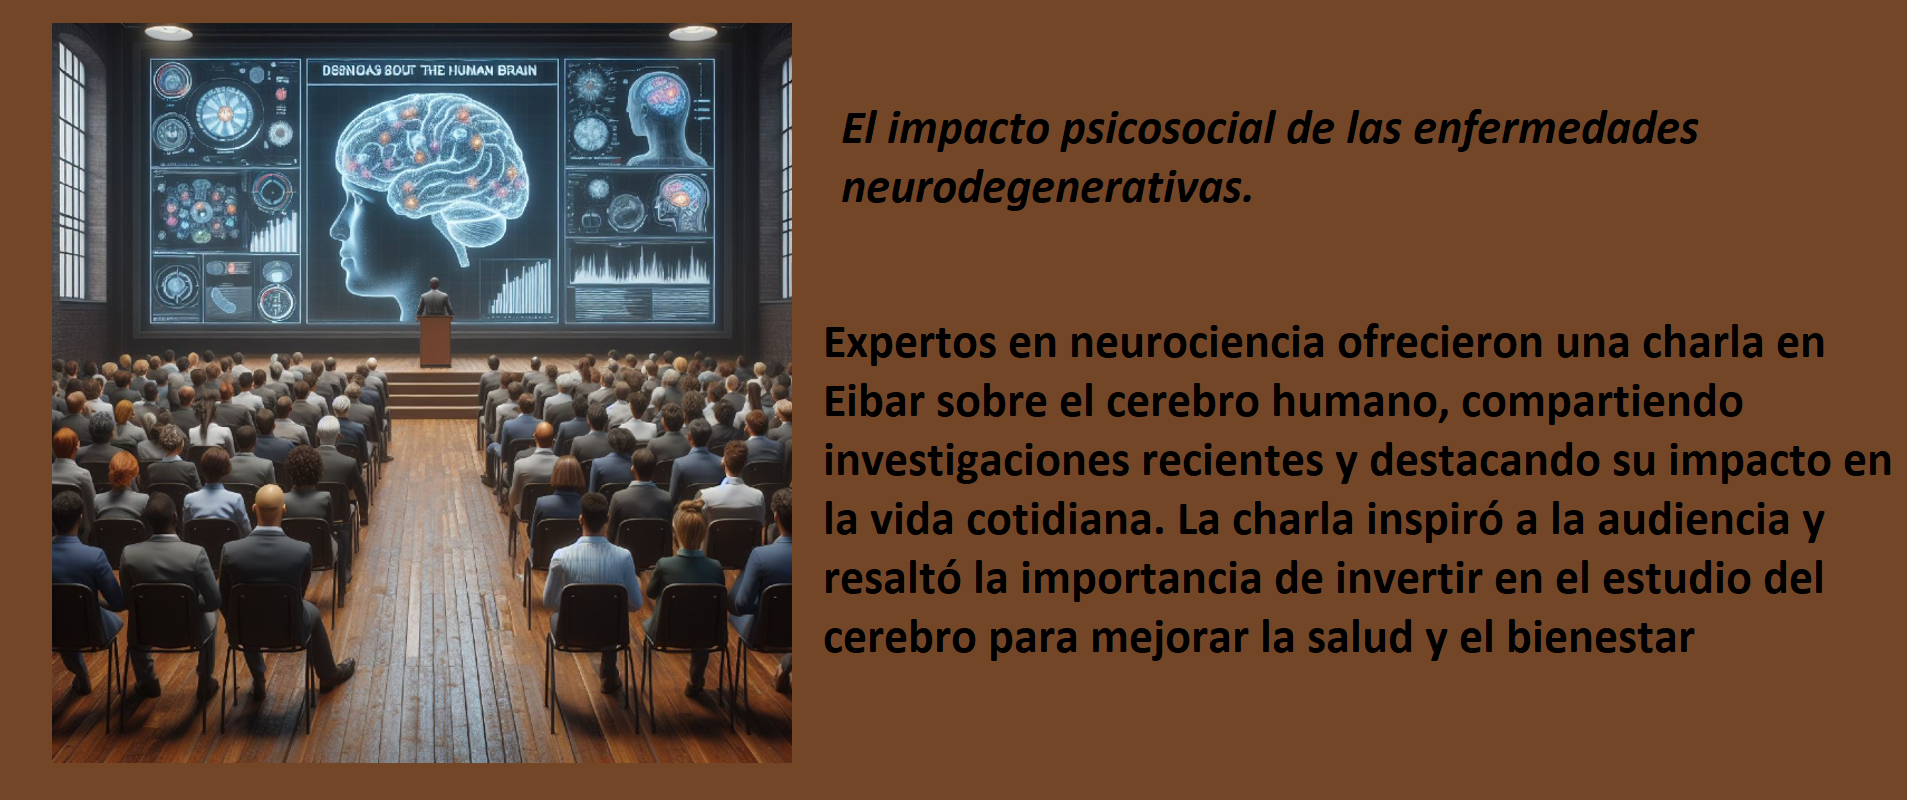 DSSNOAS BOUT THE HUMAN BRAIN
El impacto psicosocial de las enfermedades
neurodegenerativas.
Expertos en neurociencia ofrecieron una charla en
Eibar sobre el cerebro humano, compartiendo
investigaciones recientes y destacando su impacto en
la vida cotidiana. La charla inspiró a la audiencia y
resaltó la importancia de invertir en el estudio del
cerebro para mejorar la salud y el bienestar